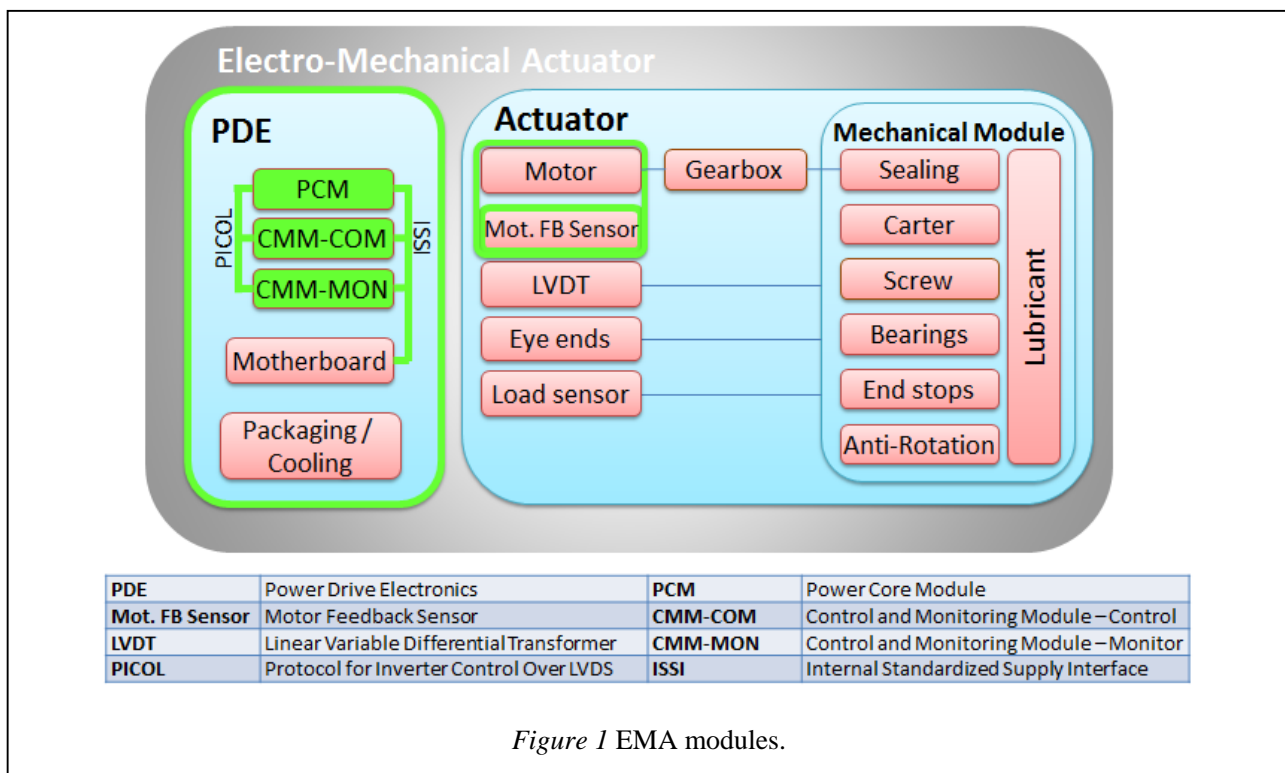 Electro-Mechanical Actuator
PDE
PCM
CMM-COM
CMM-MON
PICOL
ISSI
Motherboard
Packaging /
Cooling
Actuator
Motor
Mot. FB Sensor
LVDT
Eye ends
Load sensor
Gearbox
Mechanical Module
Sealing
Carter
Screw
Bearings
End stops
Anti-Rotation
Lubricant
PDE Power Drive Electronics PCM Power Core Module
Mot. FB Sensor Motor Feedback Sensor CMM-COM Control and Monitoring Module – Control
LVDT Linear Variable Differential Transformer CMM-MON Control and Monitoring Module – Monitor
PICOL Protocol for Inverter Control Over LVDS ISSI Internal Standardized Supply Interface
Figure 1 EMA modules.